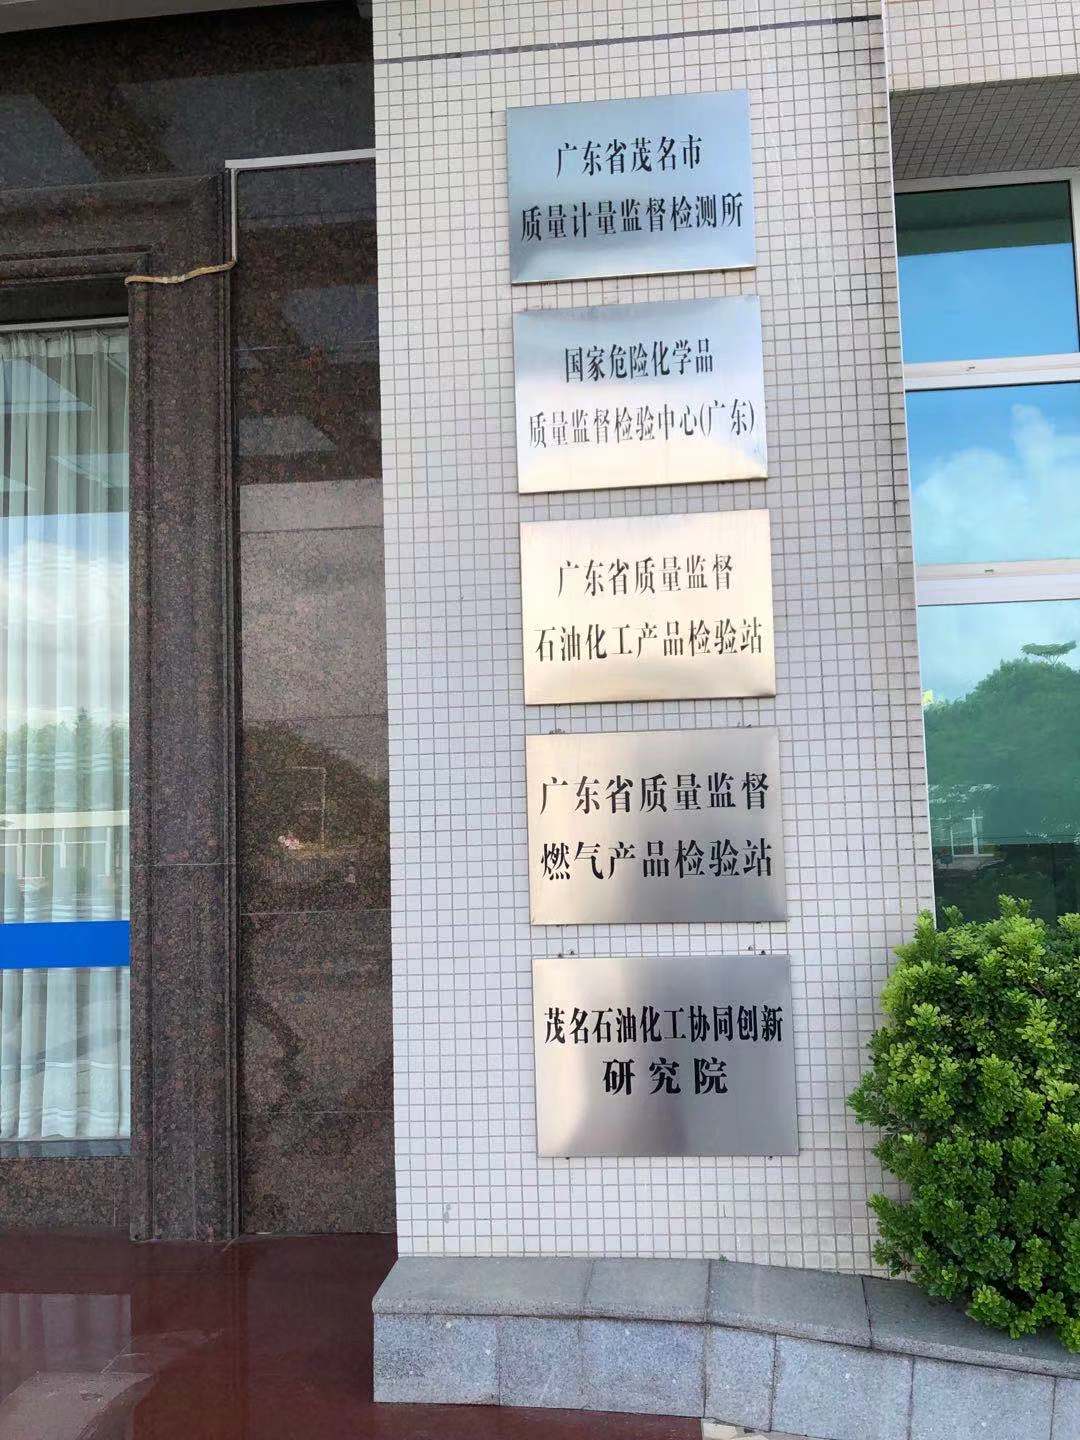 广东省茂名市
质量计量监督检测所
国家危险化学品
质量监督检验中心(广东)
广东省质量监督
石油化工产品检验站
广东省质量监督
燃气产品检验站
茂名石油化工协同创新
研究院